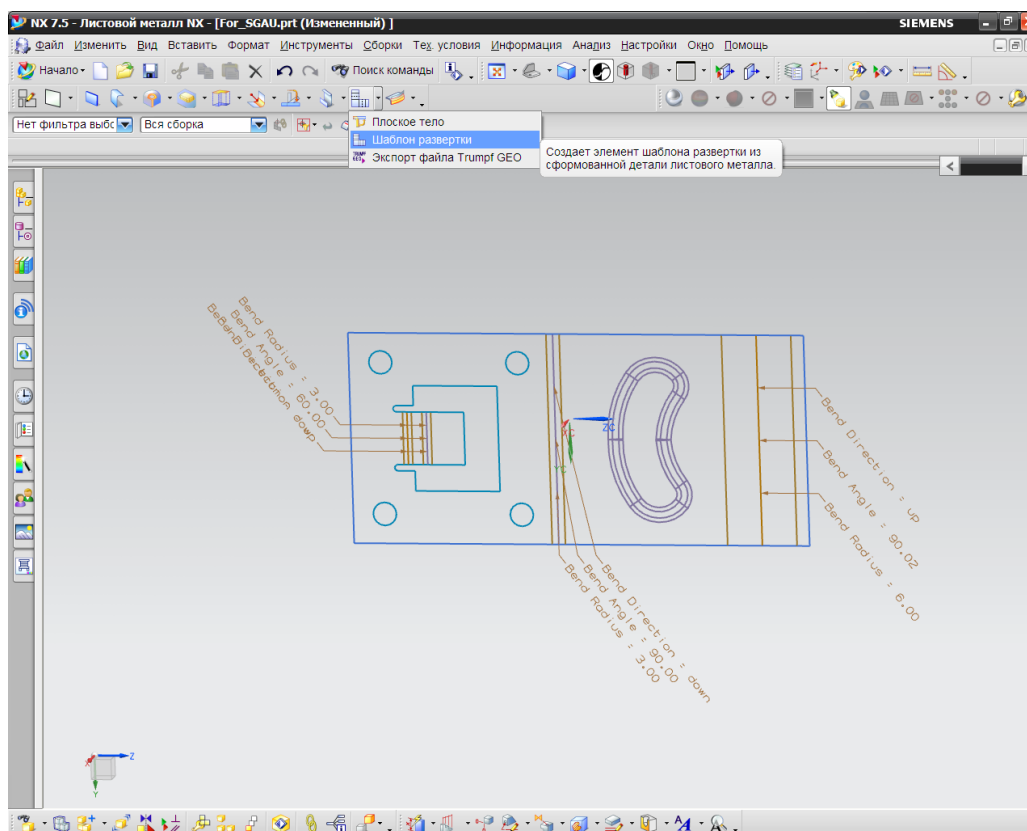 NX 7.5 - Листовой металл NX - [For_SGAU.prt (Измененный) ]
SIEMENS
Файл Изменить Вид Вставить Формат Инструменты Сборки Тех. условия Информация Анализ Настройки Окно Помощь
Начало
Поиск команды
Нет фильтра выбс
Вся сборка
Плоское тело
Шаблон развертки
Экспорт файла Trumpf GEO
Создает элемент шаблона развертки из
сформованной детали листового металла.
Bend Radius : 3.00
Bend Angle : 60.00
down
ZC
YC
Bend Direction : up
Bend Angle : 90.02
Bend Radius : 6.00
Bend Direction : down
Bend Angle : 90.00
Bend Radius : 3.00
Z
X
Y